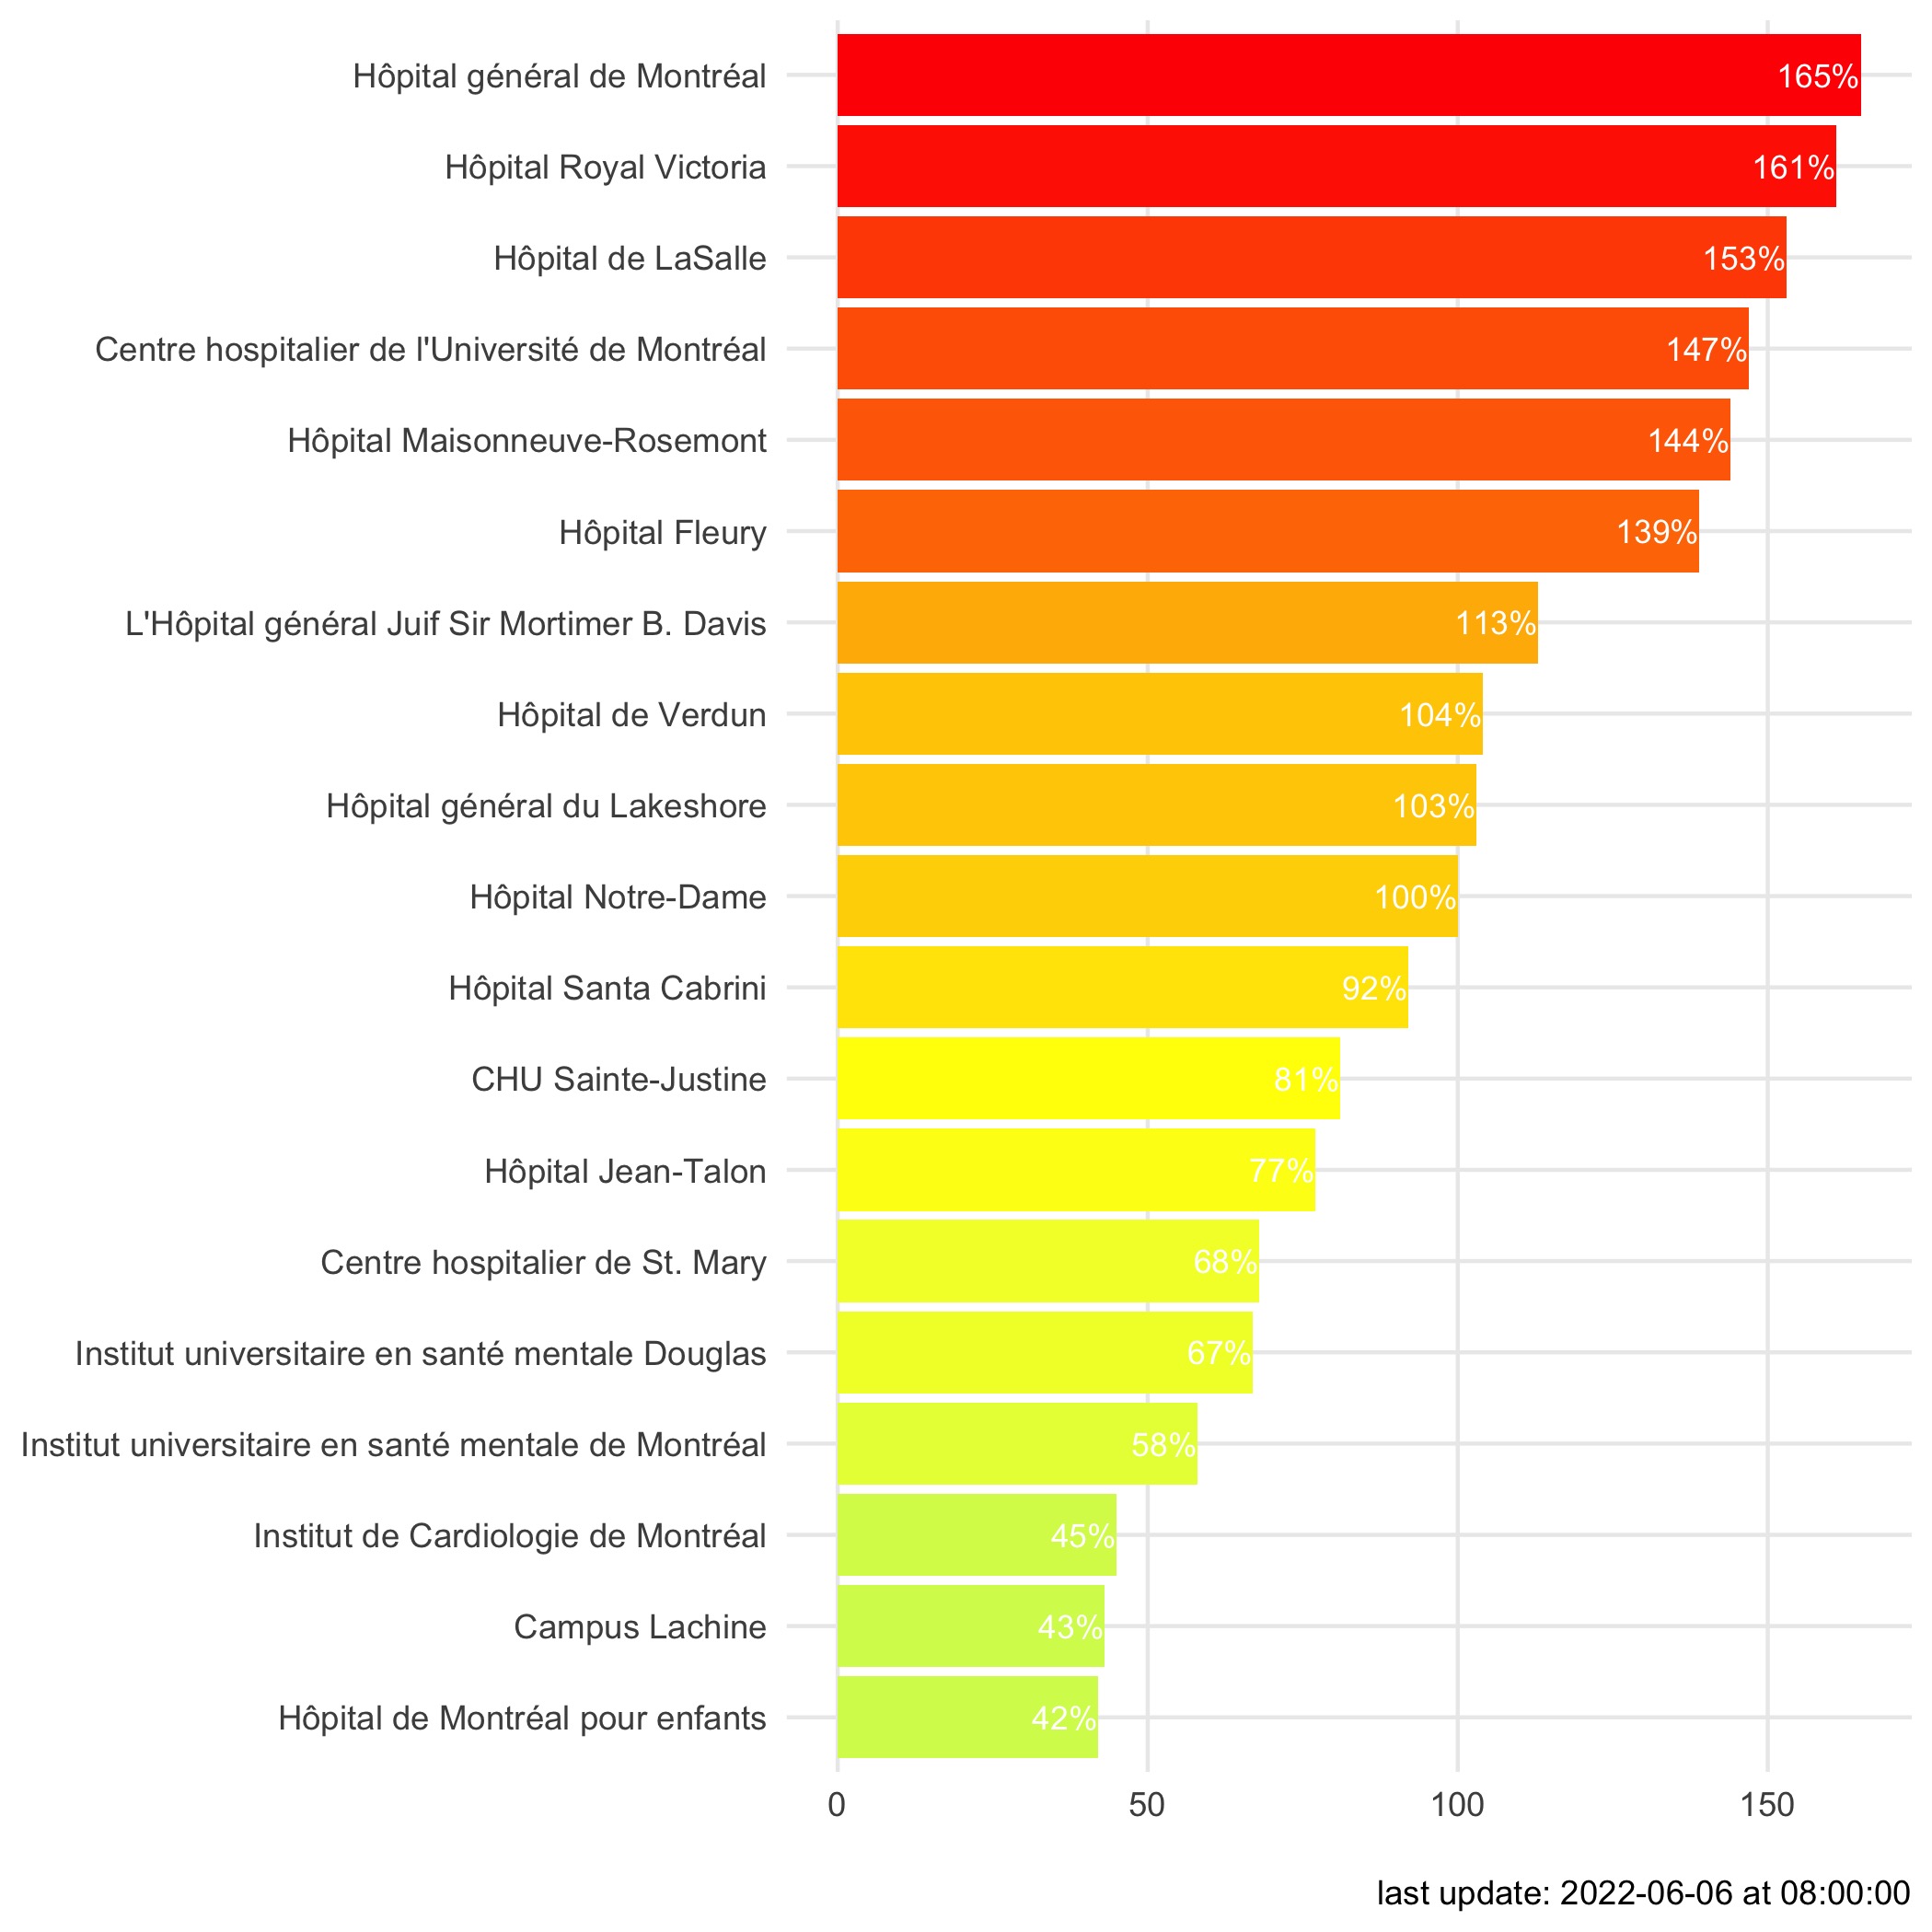 Hôpital général de Montréal 165%
Hôpital Royal Victoria 161%
Hôpital de LaSalle 153%
Centre hospitalier de l'Université de Montréal 147%
Hôpital Maisonneuve-Rosemont 144%
Hôpital Fleury 139%
L'Hôpital général Juif Sir Mortimer B. Davis 113%
Hôpital de Verdun 104%
Hôpital général du Lakeshore 103%
Hôpital Notre-Dame 100%
Hôpital Santa Cabrini 92%
CHU Sainte-Justine 81%
Hôpital Jean-Talon 77%
Centre hospitalier de St. Mary 68%
Institut universitaire en santé mentale Douglas 67%
Institut universitaire en santé mentale de Montréal 58%
Institut de Cardiologie de Montréal 45%
Campus Lachine 43%
Hôpital de Montréal pour enfants 42%
0 50 100 150
last update: 2022-06-06 at 08:00:00